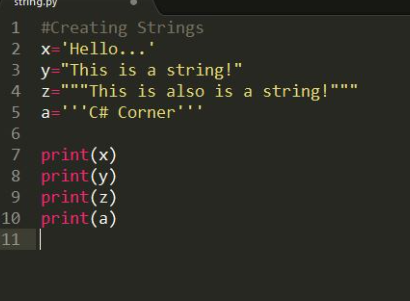 string.py
1 #Creating Strings
2 x='Hello...'
3 y="This is a string!"
4 z="""This is also is a string!"""
5 a='''C# Corner'''
6
7 print(x)
8 print(y)
9 print(z)
10 print(a)
11